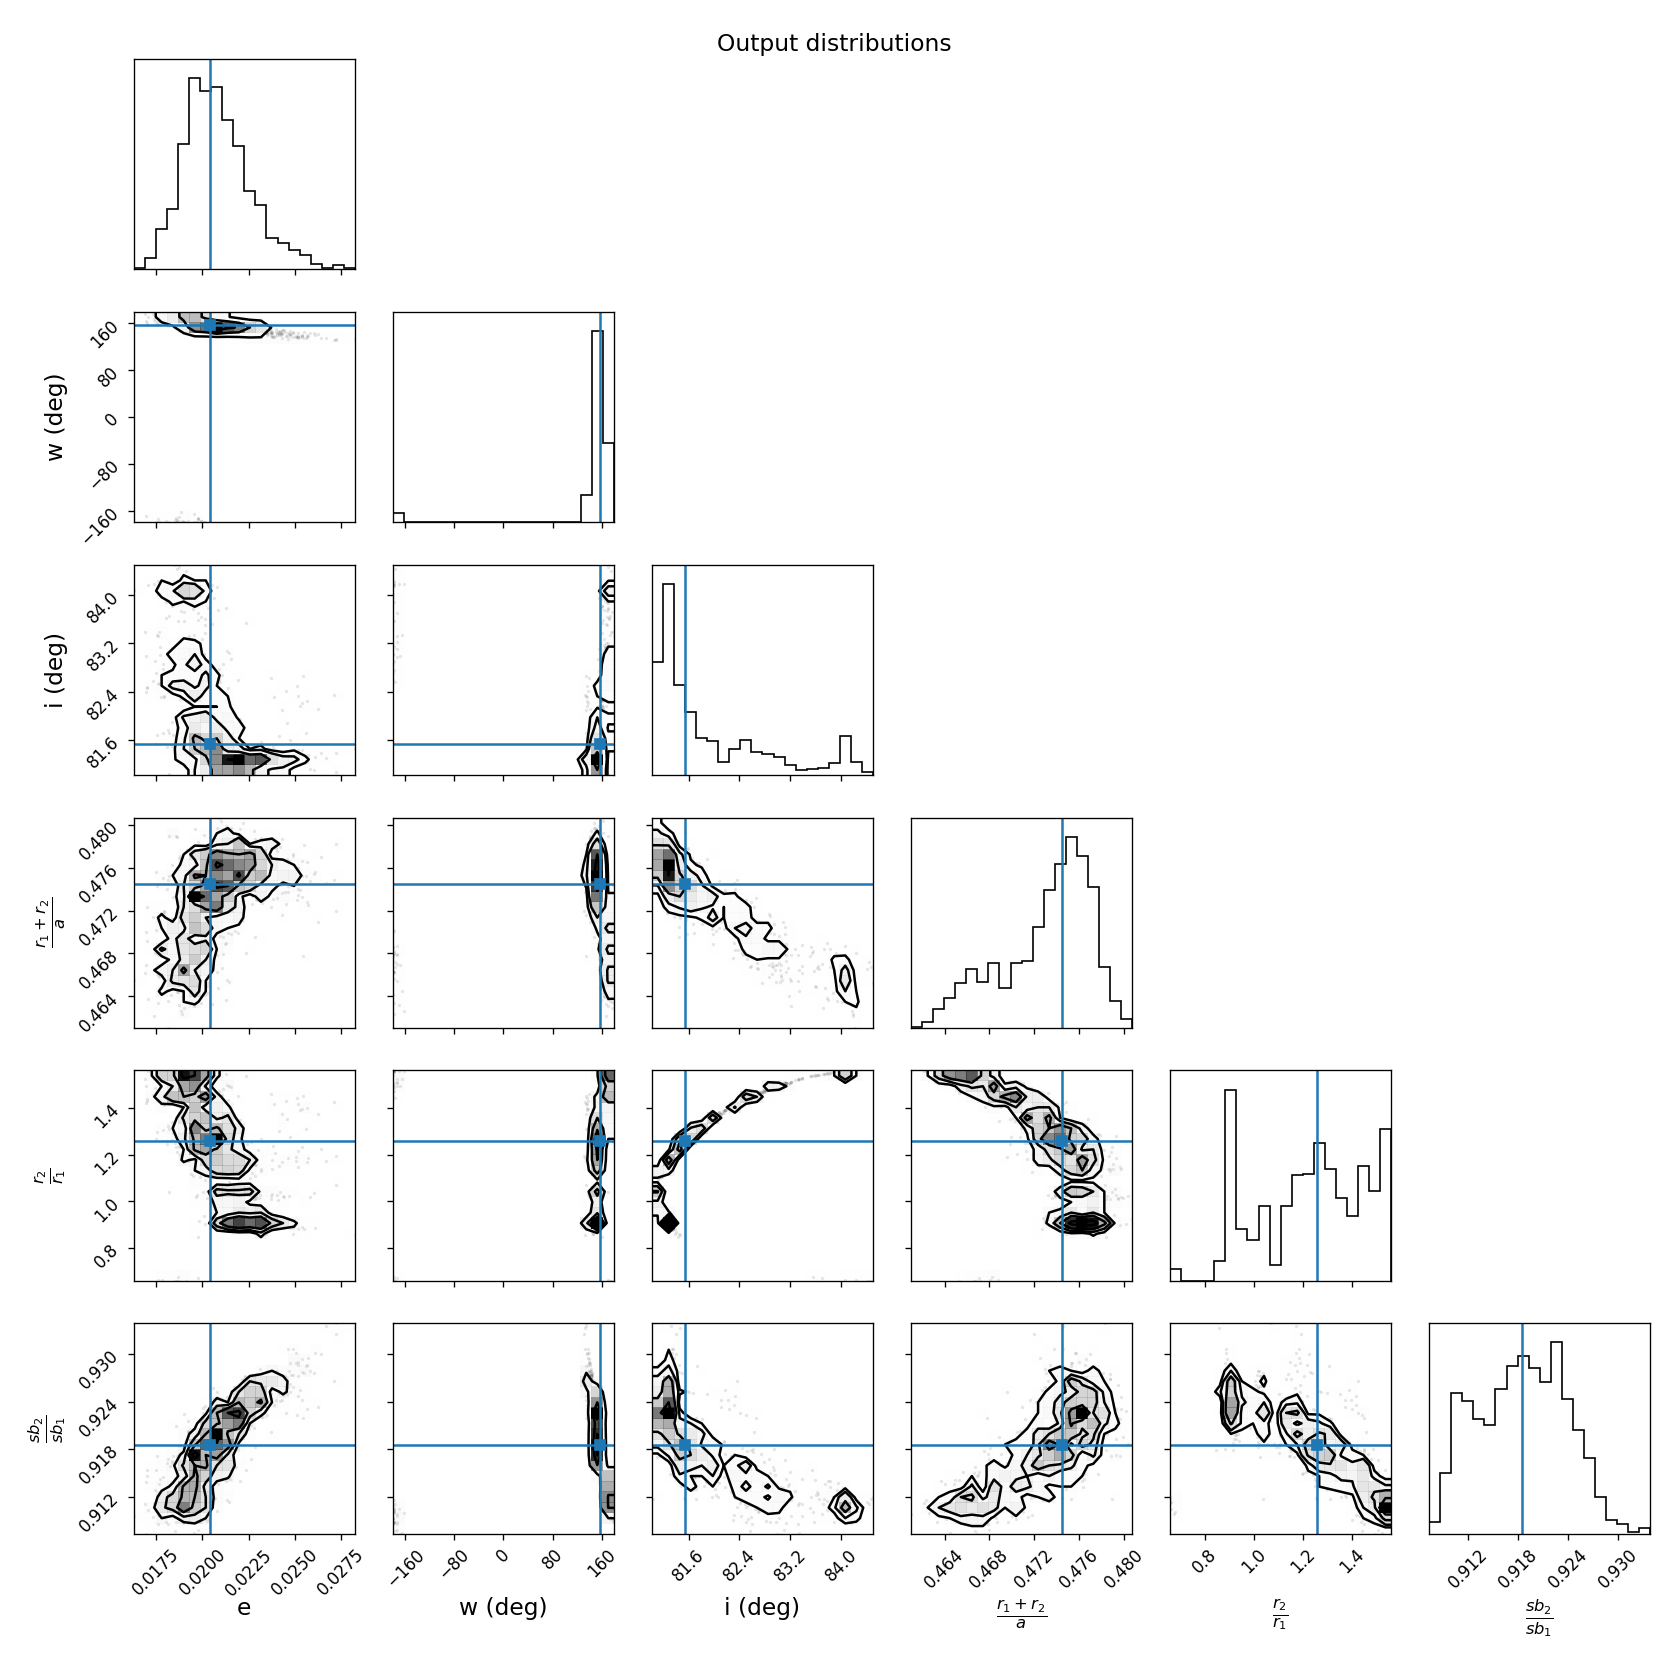 Output distributions
w (deg)
160
80
0
−80
−160
i (deg)
84.0
83.2
82.4
81.6
r₁ + r₂
a
0.480
0.476
0.472
0.468
0.464
r₂
r₁
1.4
1.2
1.0
0.8
sb₂
sb₁
0.930
0.924
0.918
0.912
0.0175 0.0200 0.0225 0.0250 0.0275
−160 −80 0 80 160
81.6 82.4 83.2 84.0
0.464 0.468 0.472 0.476 0.480
0.8 1.0 1.2 1.4
0.912 0.918 0.924 0.930
e
w (deg)
i (deg)
r₁ + r₂
a
r₂
r₁
sb₂
sb₁